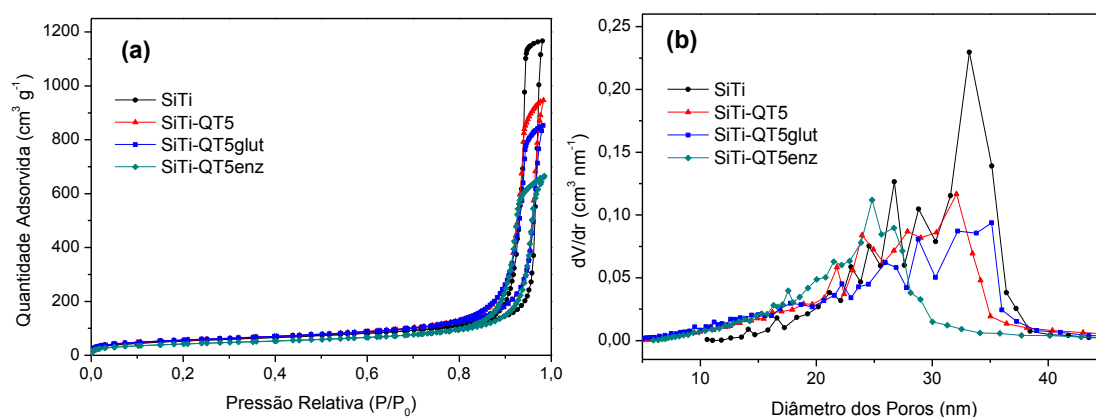 (a)
SiTi
SiTi-QT5
SiTi-QT5glut
SiTi-QT5enz
Quantidade Adsorvida (cm³ g⁻¹)
1200
1000
800
600
400
200
0
0,0 0,2 0,4 0,6 0,8 1,0
Pressão Relativa (P/P₀)
(b)
SiTi
SiTi-QT5
SiTi-QT5glut
SiTi-QT5enz
dV/dr (cm³ nm⁻¹)
0,25
0,20
0,15
0,10
0,05
0,00
10 20 30 40
Diâmetro dos Poros (nm)